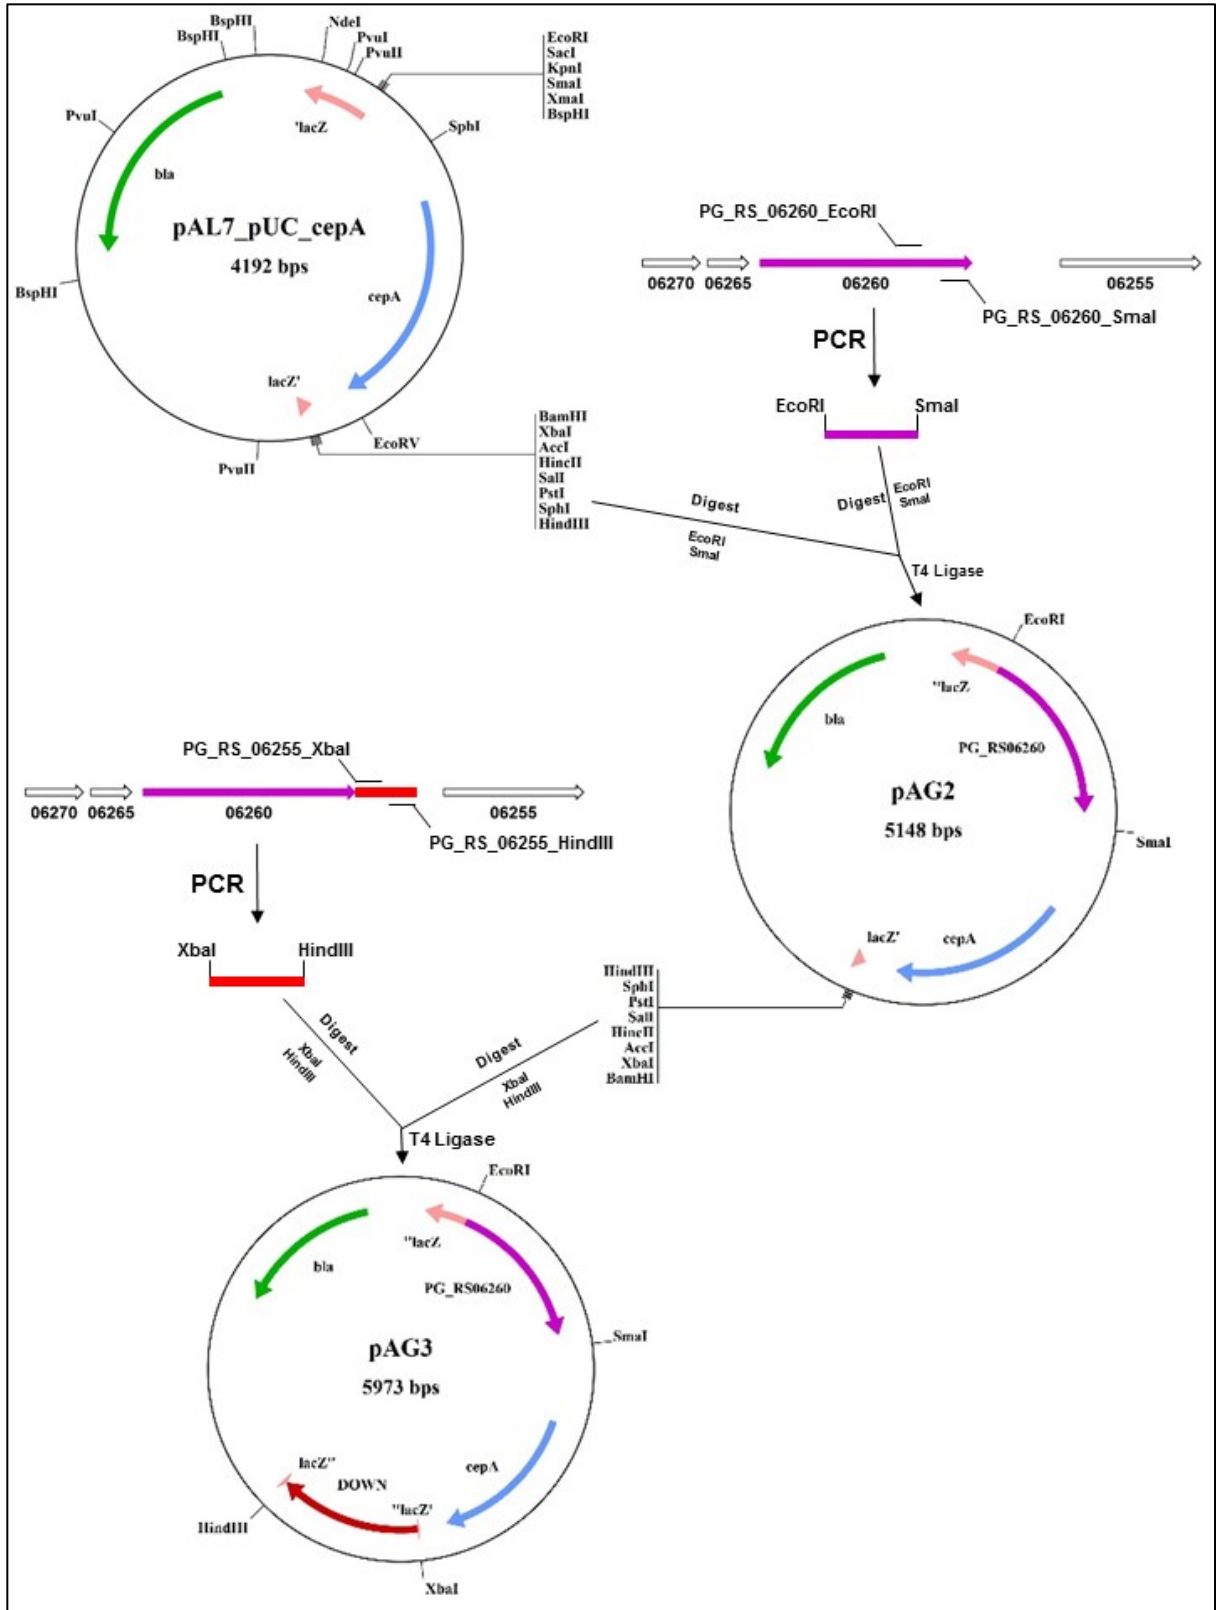 BspHI
BspHI
NdeI
PvuI
PvuII
EcoRI
SacI
KpnI
SmaI
XmaI
BspHI
PvuI
'lacZ
SphI
bla
pAL7_pUC_cepA
4192 bps
BspHI
cepA
lacZ'
EcoRV
PvuII
PG_RS_06260_EcoRI
06270
06265
06260
06255
PG_RS_06260_SmaI
PCR
EcoRI
SmaI
BamHI
XbaI
AccI
HincII
SalI
PstI
SphI
HindIII
Digest
EcoRI
SmaI
Digest
EcoRI
SmaI
T4 Ligase
EcoRI
"lacZ
bla
PG_RS06260
pAG2
5148 bps
SmaI
lacZ'
cepA
PG_RS_06255_XbaI
06270
06265
06260
06255
PG_RS_06255_HindIII
PCR
XbaI
HindIII
HindIII
SphI
PstI
SalI
HincII
AccI
XbaI
BamHI
Digest
XbaI
HindIII
Digest
XbaI
HindIII
T4 Ligase
EcoRI
"lacZ
bla
PG_RS06260
pAG3
5973 bps
SmaI
lacZ"
DOWN
cepA
"lacZ'
HindIII
XbaI